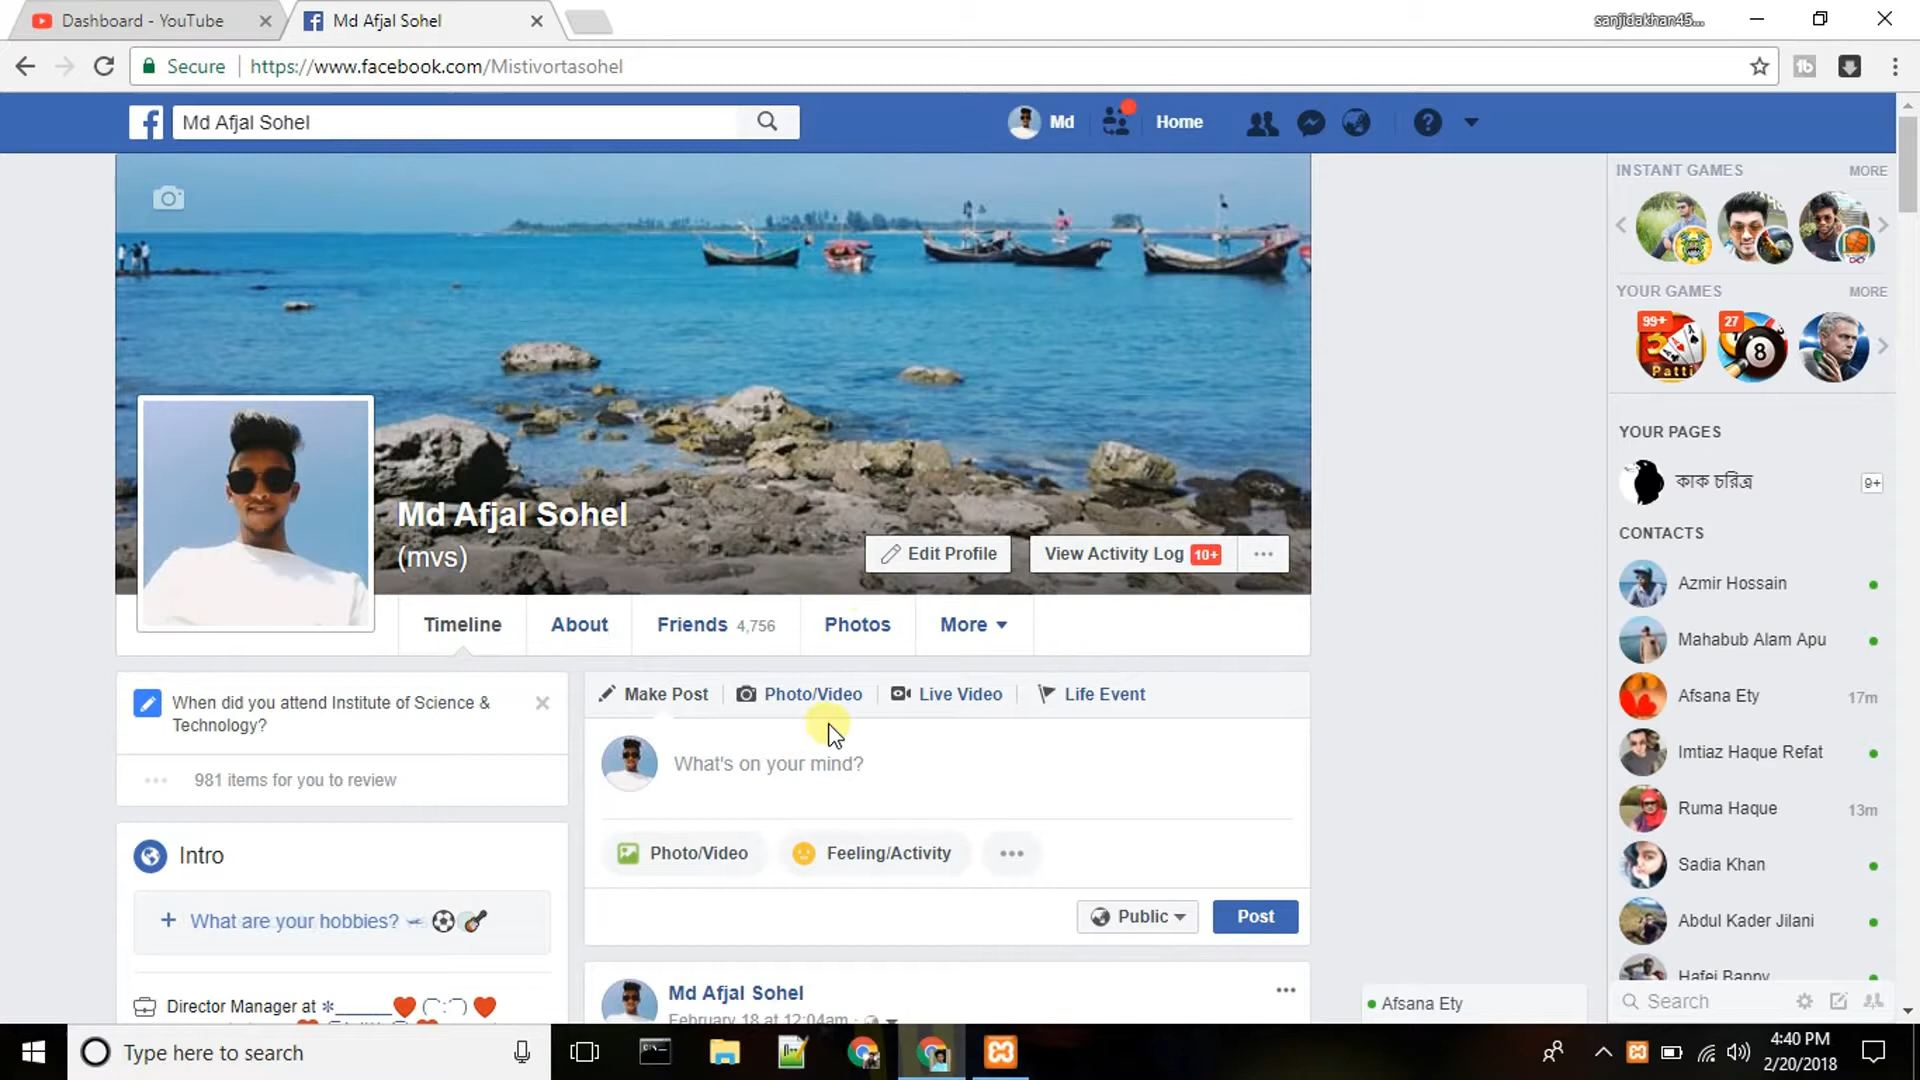 Dashboard - YouTube
Md Afjal Sohel
sanjidakhan45...
Secure
https://www.facebook.com/Mistivortasohel
Md Afjal Sohel
Md
Home
INSTANT GAMES
MORE
YOUR GAMES
MORE
99+
27
Patti
8
Md Afjal Sohel
(mvs)
Edit Profile
View Activity Log 10+
Timeline
About
Friends 4,756
Photos
More
YOUR PAGES
কাক চরিত্র
9+
CONTACTS
Azmir Hossain
Mahabub Alam Apu
Afsana Ety 17m
Imtiaz Haque Refat
Ruma Haque 13m
Sadia Khan
Abdul Kader Jilani
Search
When did you attend Institute of Science &
Technology?
981 items for you to review
Make Post
Photo/Video
Live Video
Life Event
What's on your mind?
Photo/Video
Feeling/Activity
Public
Post
Intro
What are your hobbies?
Director Manager at
Md Afjal Sohel
February 18 at 12:04am
Afsana Ety
Type here to search
4:40 PM
2/20/2018